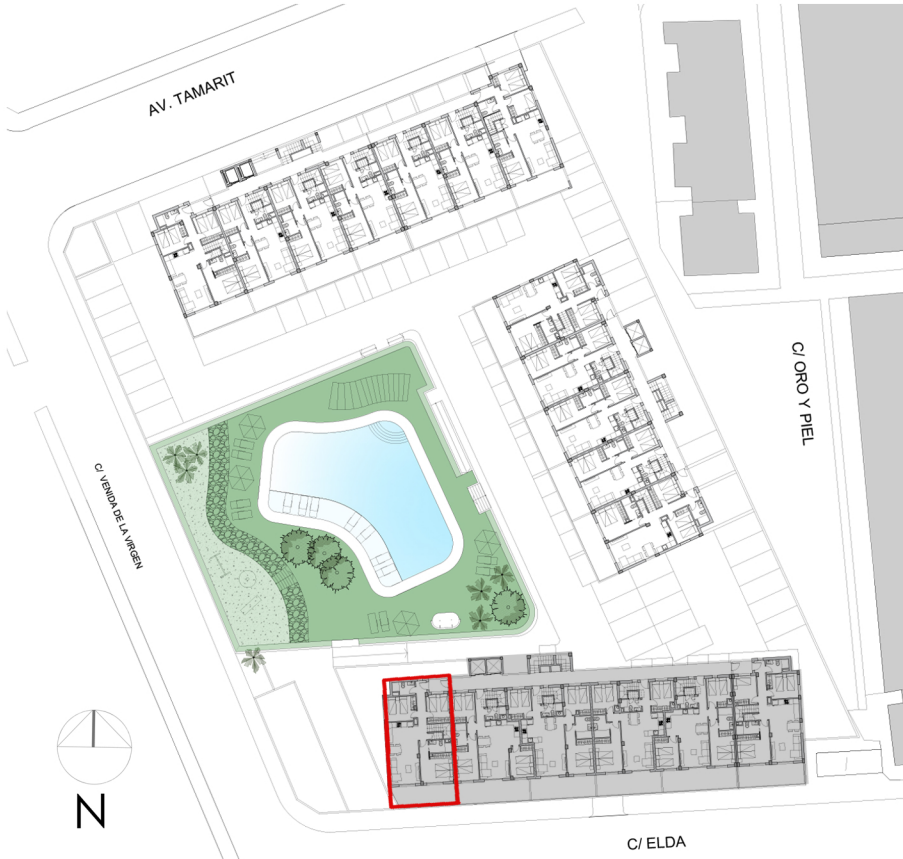 AV. TAMARIT
C/ ORO Y PIEL
C/ VENIDA DE LA VIRGEN
N
C/ ELDA